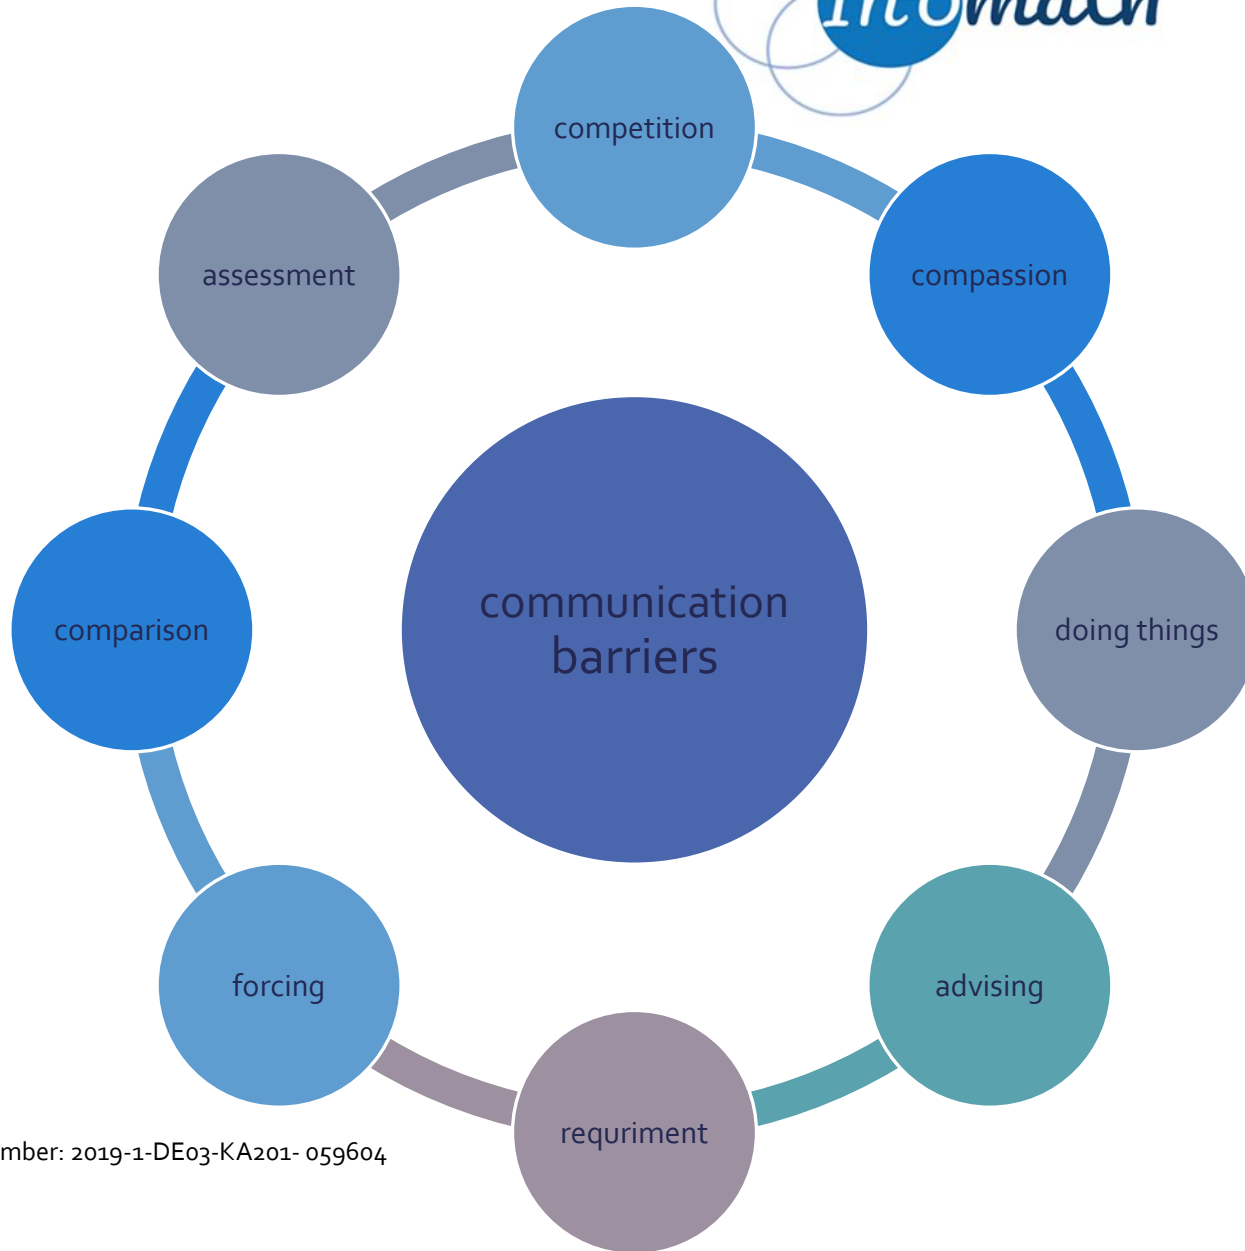 competition
assessment
compassion
communication
barriers
comparison
doing things
forcing
advising
requriment
mber: 2019-1-DE03-KA201- 059604